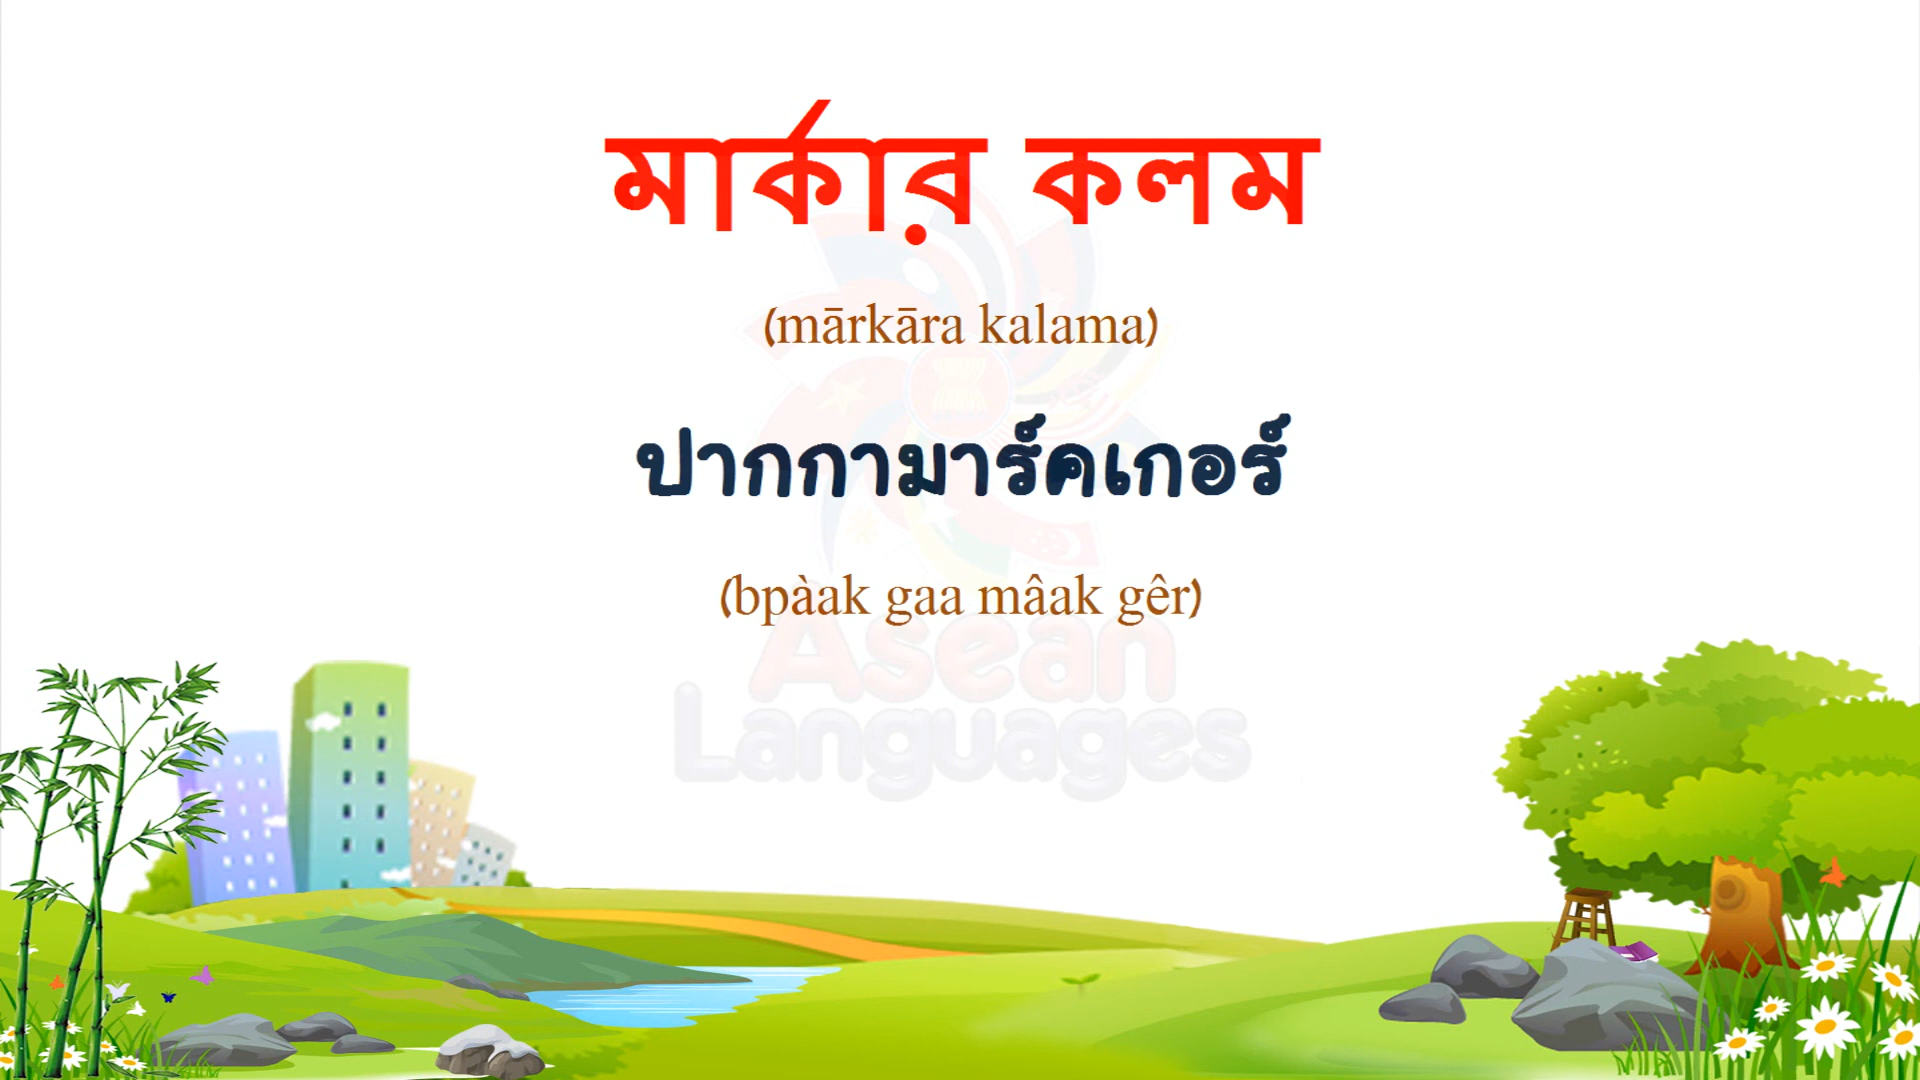 মার্কার কলম
(mārkāra kalama)
ปากกามาร์คเกอร์
(bpàak gaa mâak gêr)
Asean
Languages